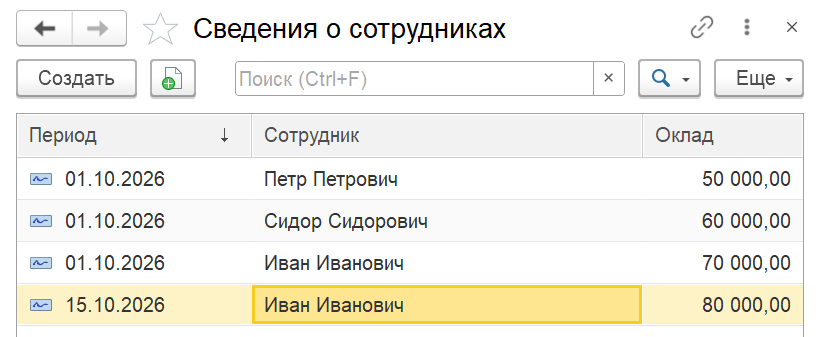 Сведения о сотрудниках
Создать Поиск (Ctrl+F) × Еще
Период ↓ Сотрудник Оклад
01.10.2026 Петр Петрович 50 000,00
01.10.2026 Сидор Сидорович 60 000,00
01.10.2026 Иван Иванович 70 000,00
15.10.2026 Иван Иванович 80 000,00